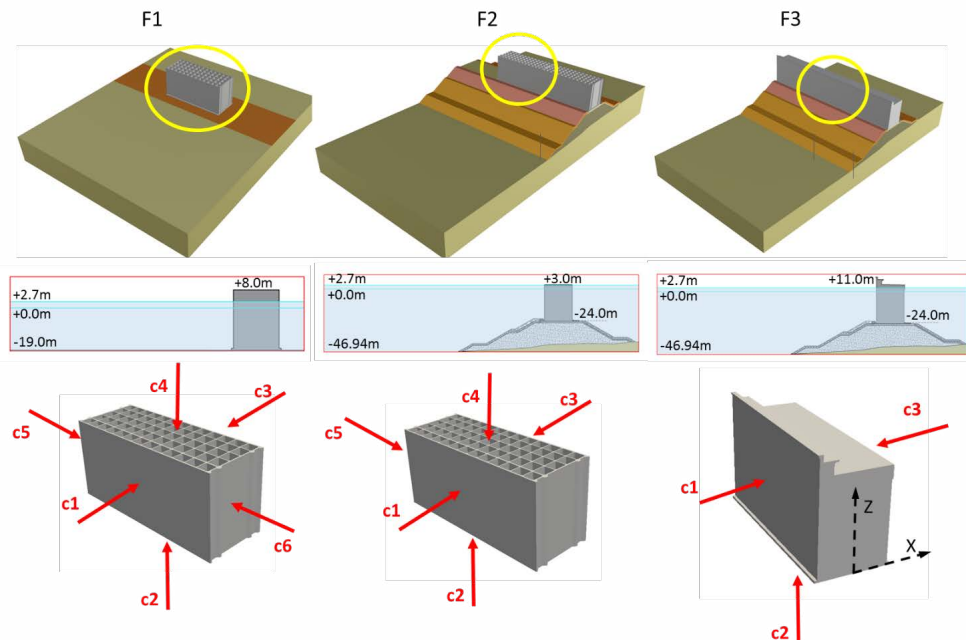 F1
F2
F3
+8.0m
+2.7m
+0.0m
-19.0m
+3.0m
+2.7m
+0.0m
-24.0m
-46.94m
+11.0m
+2.7m
+0.0m
-24.0m
-46.94m
c4
c3
c5
c1
c6
c2
c4
c3
c5
c1
c2
c3
c1
Z
X
c2